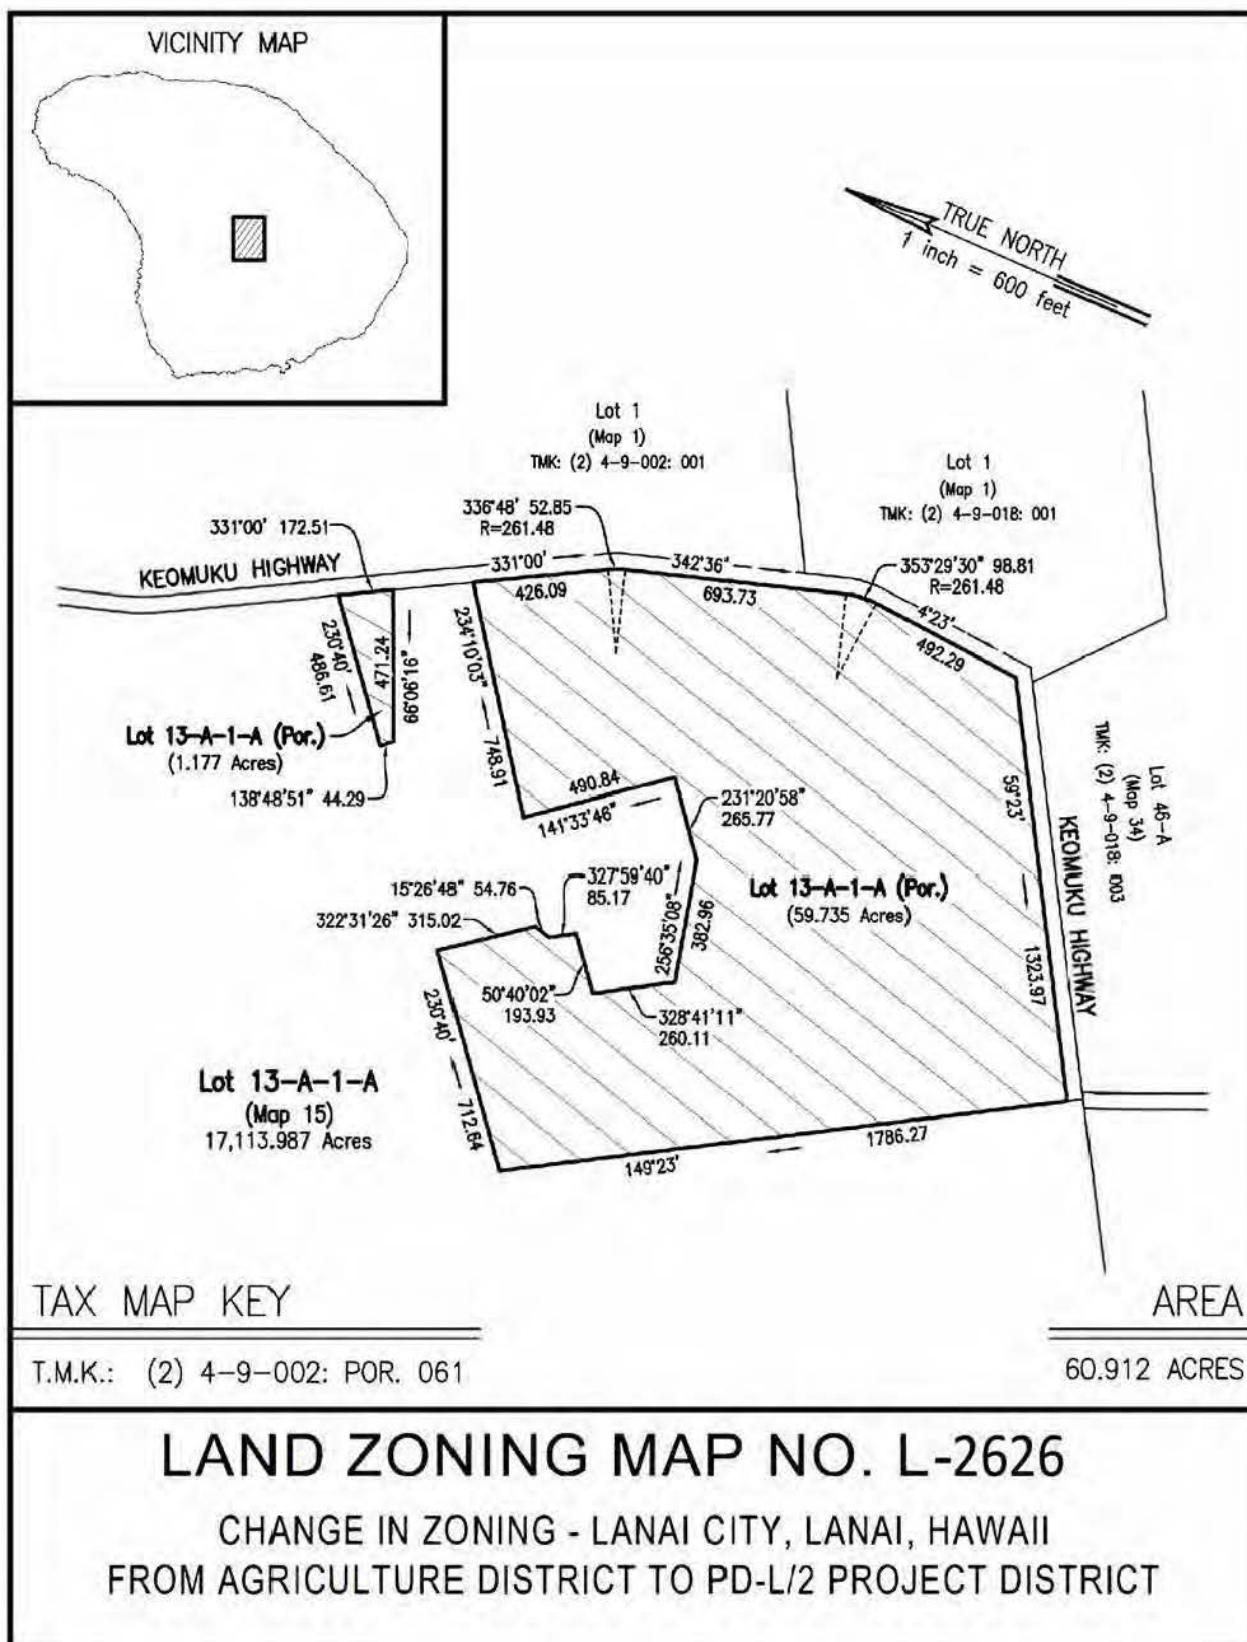 VICINITY MAP
TRUE NORTH
1 inch = 600 feet
Lot 1
(Map 1)
TMK: (2) 4-9-002: 001
Lot 1
(Map 1)
TMK: (2) 4-9-018: 001
336°48' 52.85
R=261.48
331°00' 172.51
KEOMUKU HIGHWAY
331°00'
426.09
342°36'
693.73
353°29'30" 98.81
R=261.48
4°23'
492.29
230°40'
486.61
471.24
66°06'16"
234°10'03"
748.91
Lot 13-A-1-A (Por.)
(1.177 Acres)
138°48'51" 44.29
490.84
141°33'46"
231°20'58"
265.77
59°23'
1323.97
KEOMUKU HIGHWAY
Lot 46-A
(Map 34)
TMK: (2) 4-9-018: 003
327°59'40"
85.17
15°26'48" 54.76
322°31'26" 315.02
Lot 13-A-1-A (Por.)
(59.735 Acres)
256°35'08"
382.96
50°40'02"
193.93
328°41'11"
260.11
230°40'
712.64
Lot 13-A-1-A
(Map 15)
17,113.987 Acres
1786.27
149°23'
TAX MAP KEY
AREA
T.M.K.: (2) 4-9-002: POR. 061
60.912 ACRES
LAND ZONING MAP NO. L-2626
CHANGE IN ZONING - LANAI CITY, LANAI, HAWAII
FROM AGRICULTURE DISTRICT TO PD-L/2 PROJECT DISTRICT